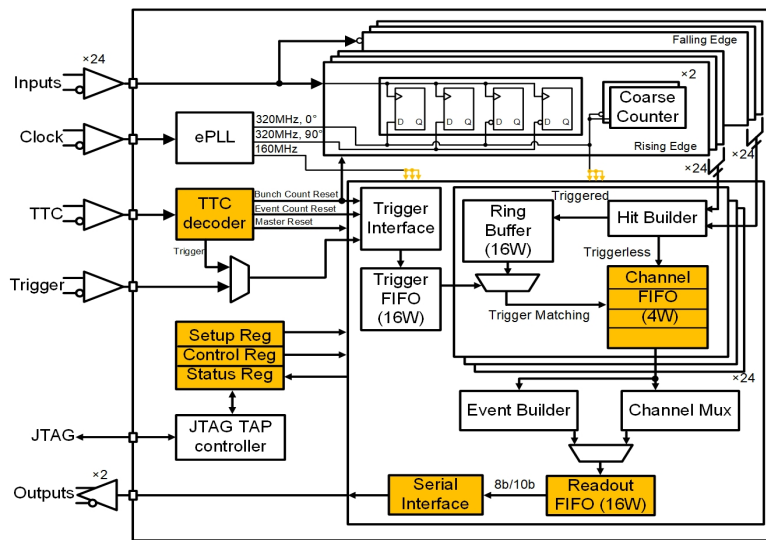 ×24
Falling Edge
Inputs
×2
Coarse
Counter
D Q
D Q
D Q
D Q
Rising Edge
Clock
ePLL
320MHz, 0°
320MHz, 90°
160MHz
×24
×24
TTC
TTC
decoder
Bunch Count Reset
Event Count Reset
Master Reset
Trigger
Trigger
Interface
Triggered
Ring
Buffer
(16W)
Hit Builder
Triggerless
Trigger
Trigger
FIFO
(16W)
Channel
FIFO
(4W)
Trigger Matching
×24
Setup Reg
Control Reg
Status Reg
JTAG
JTAG TAP
controller
Event Builder
Channel Mux
×2
Outputs
Serial
Interface
8b/10b
Readout
FIFO (16W)